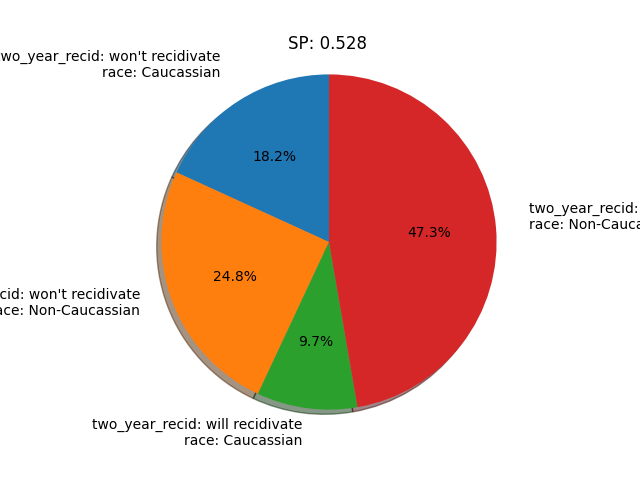 SP: 0.528
two_year_recid: won't recidivate
race: Caucassian
18.2%
47.3%
two_year_recid:
race: Non-Cauca
24.8%
cid: won't recidivate
ace: Non-Caucassian
9.7%
two_year_recid: will recidivate
race: Caucassian